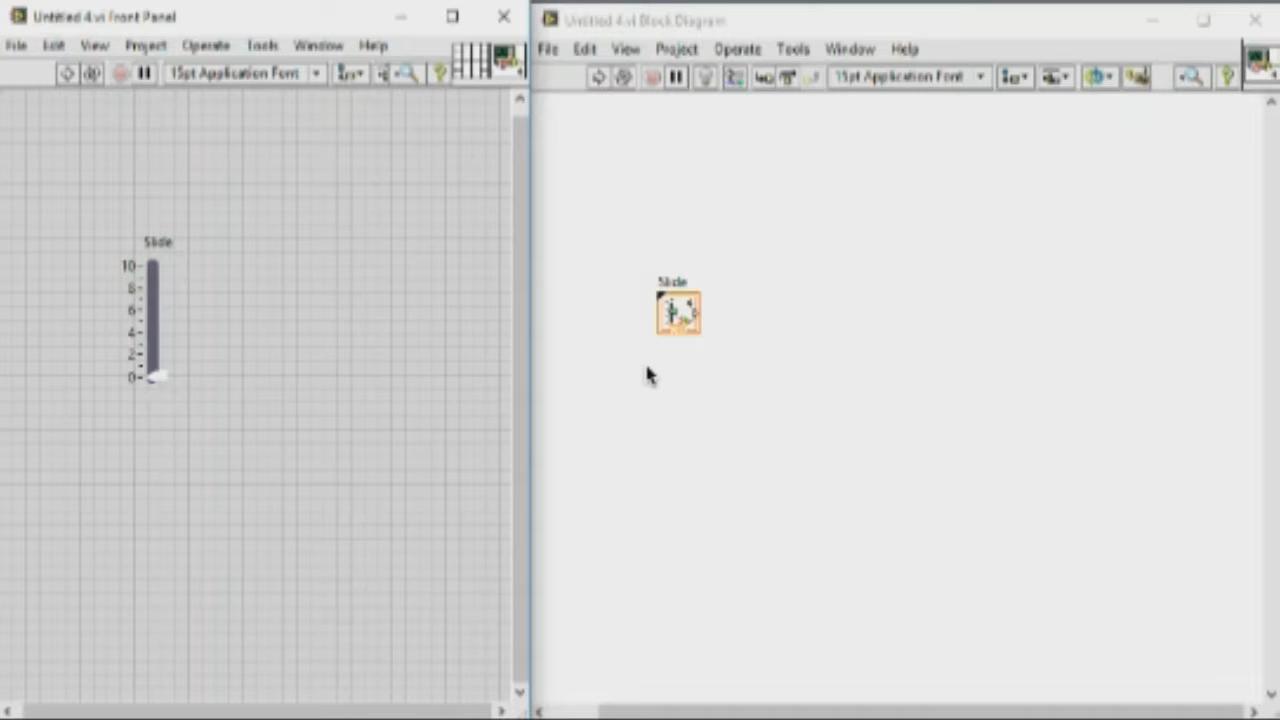 Untitled 4.vi Front Panel
File Edit View Project Operate Tools Window Help
15pt Application Font
Slide
10
8
6
4
2
0
Untitled 4.vi Block Diagram
File Edit View Project Operate Tools Window Help
15pt Application Font
Slide